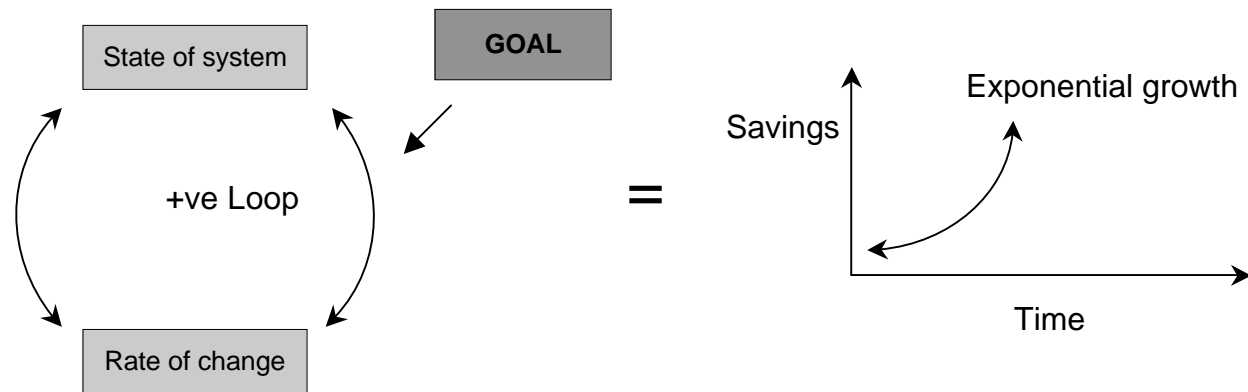 State of system
GOAL
+ve Loop
Rate of change
=
Exponential growth
Savings
Time